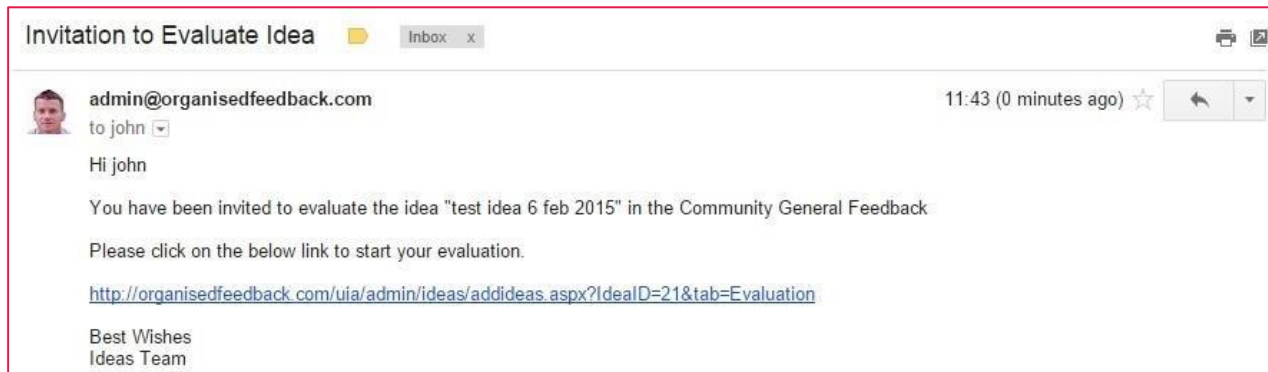 Invitation to Evaluate Idea Inbox x
admin@organisedfeedback.com 11:43 (0 minutes ago)
to john
Hi john
You have been invited to evaluate the idea "test idea 6 feb 2015" in the Community General Feedback
Please click on the below link to start your evaluation.
http://organisedfeedback.com/uia/admin/ideas/addideas.aspx?IdeaID=21&tab=Evaluation
Best Wishes
Ideas Team